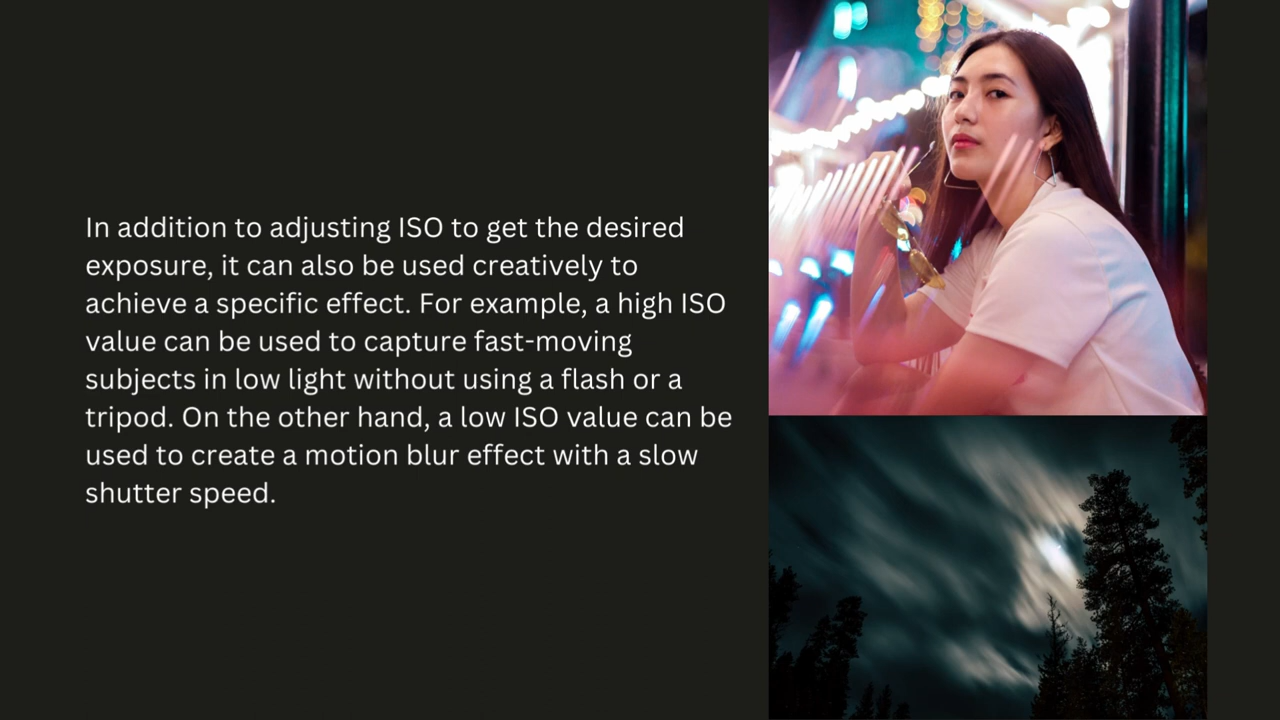 In addition to adjusting ISO to get the desired
exposure, it can also be used creatively to
achieve a specific effect. For example, a high ISO
value can be used to capture fast-moving
subjects in low light without using a flash or a
tripod. On the other hand, a low ISO value can be
used to create a motion blur effect with a slow
shutter speed.